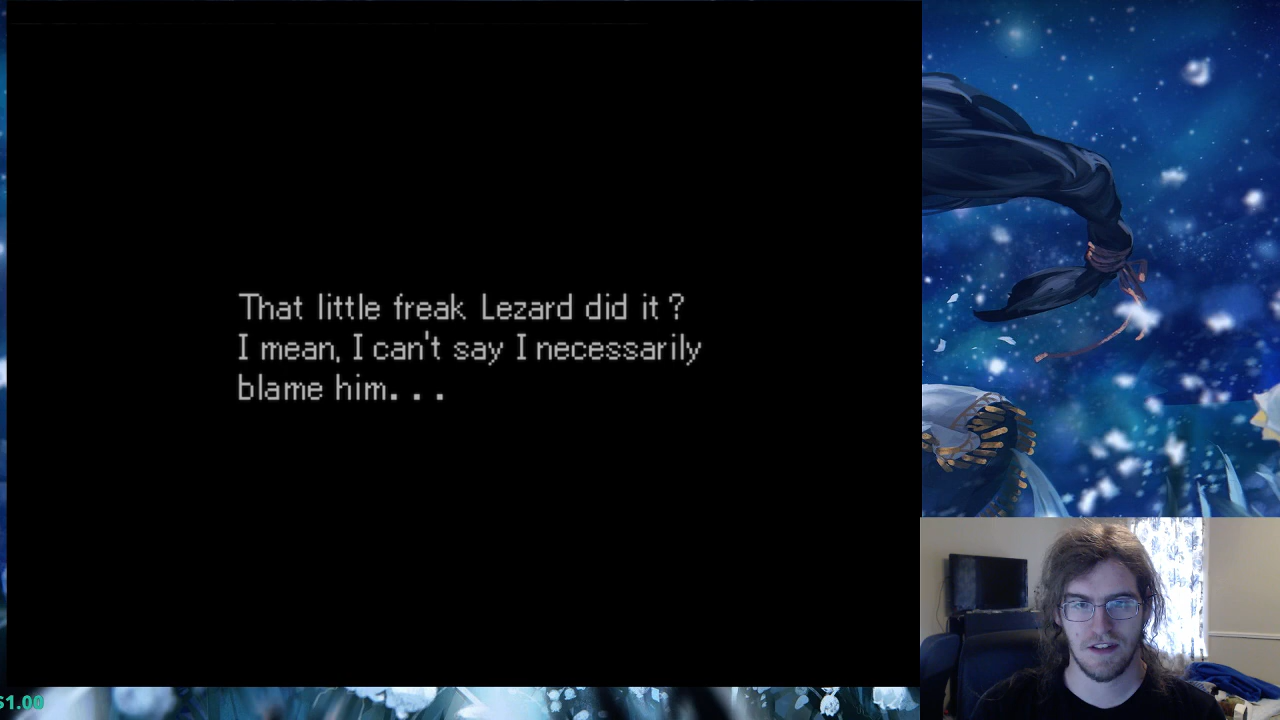 That little freak Lezard did it?
I mean, I can't say I necessarily
blame him...
$1.00